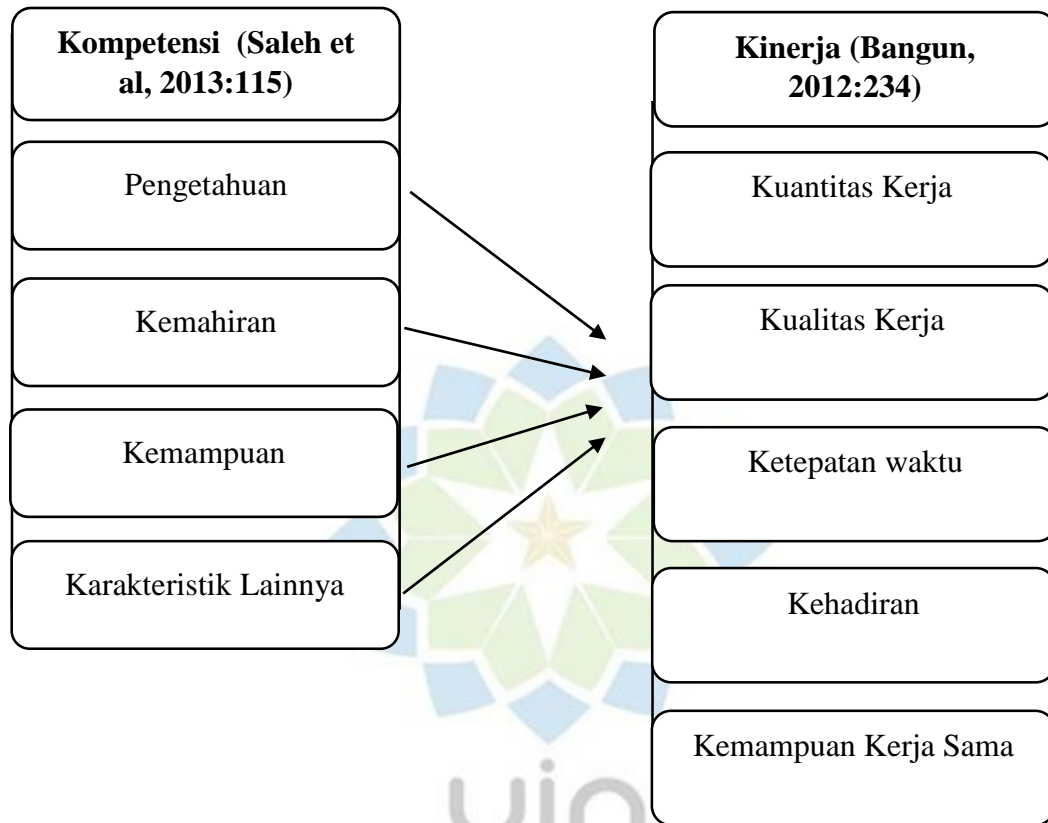 Kompetensi (Saleh et
al, 2013:115)
Pengetahuan
Kemahiran
Kemampuan
Karakteristik Lainnya
Kinerja (Bangun,
2012:234)
Kuantitas Kerja
Kualitas Kerja
Ketepatan waktu
Kehadiran
Kemampuan Kerja Sama
uin